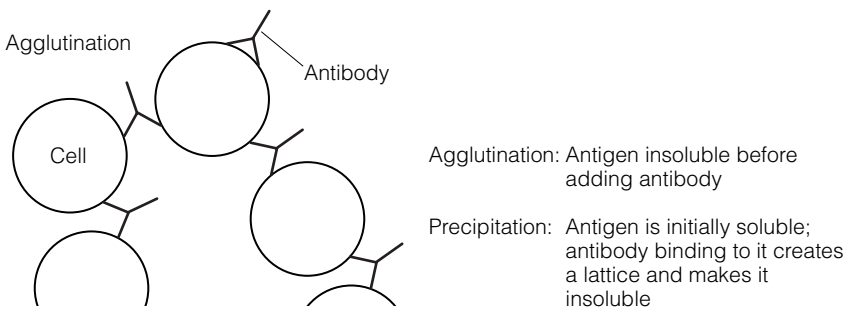 Agglutination
Antibody
Cell
Agglutination: Antigen insoluble before
adding antibody
Precipitation: Antigen is initially soluble;
antibody binding to it creates
a lattice and makes it
insoluble